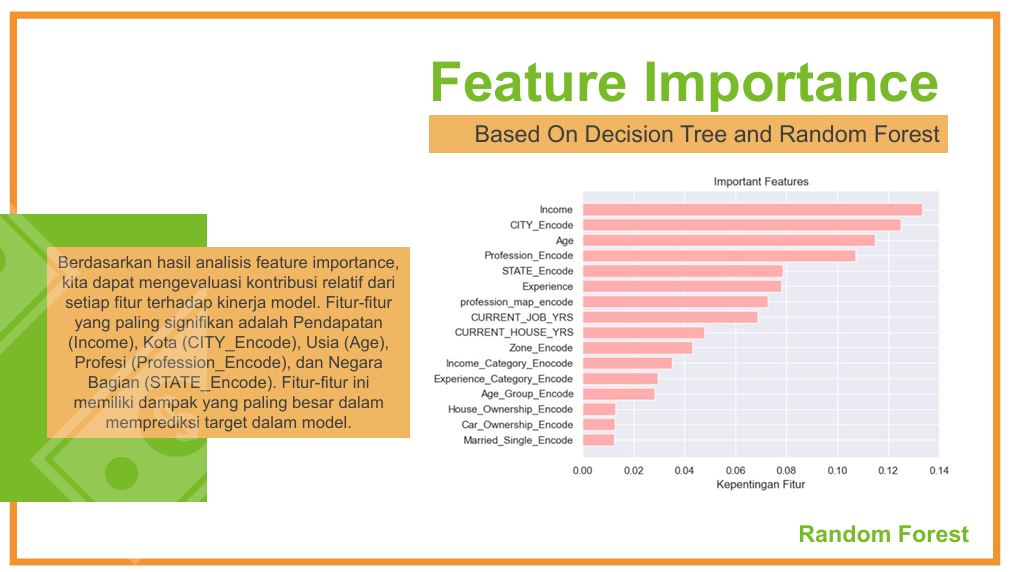 Feature Importance
Based On Decision Tree and Random Forest
Berdasarkan hasil analisis feature importance,
kita dapat mengevaluasi kontribusi relatif dari
setiap fitur terhadap kinerja model. Fitur-fitur
yang paling signifikan adalah Pendapatan
(Income), Kota (CITY_Encode), Usia (Age),
Profesi (Profession_Encode), dan Negara
Bagian (STATE_Encode). Fitur-fitur ini
memiliki dampak yang paling besar dalam
memprediksi target dalam model.
Important Features
Income
CITY_Encode
Age
Profession_Encode
STATE_Encode
Experience
profession_map_encode
CURRENT_JOB_YRS
CURRENT_HOUSE_YRS
Zone_Encode
Income_Category_Enocode
Experience_Category_Encode
Age_Group_Encode
House_Ownership_Encode
Car_Ownership_Encode
Married_Single_Encode
0.00 0.02 0.04 0.06 0.08 0.10 0.12 0.14
Kepentingan Fitur
Random Forest